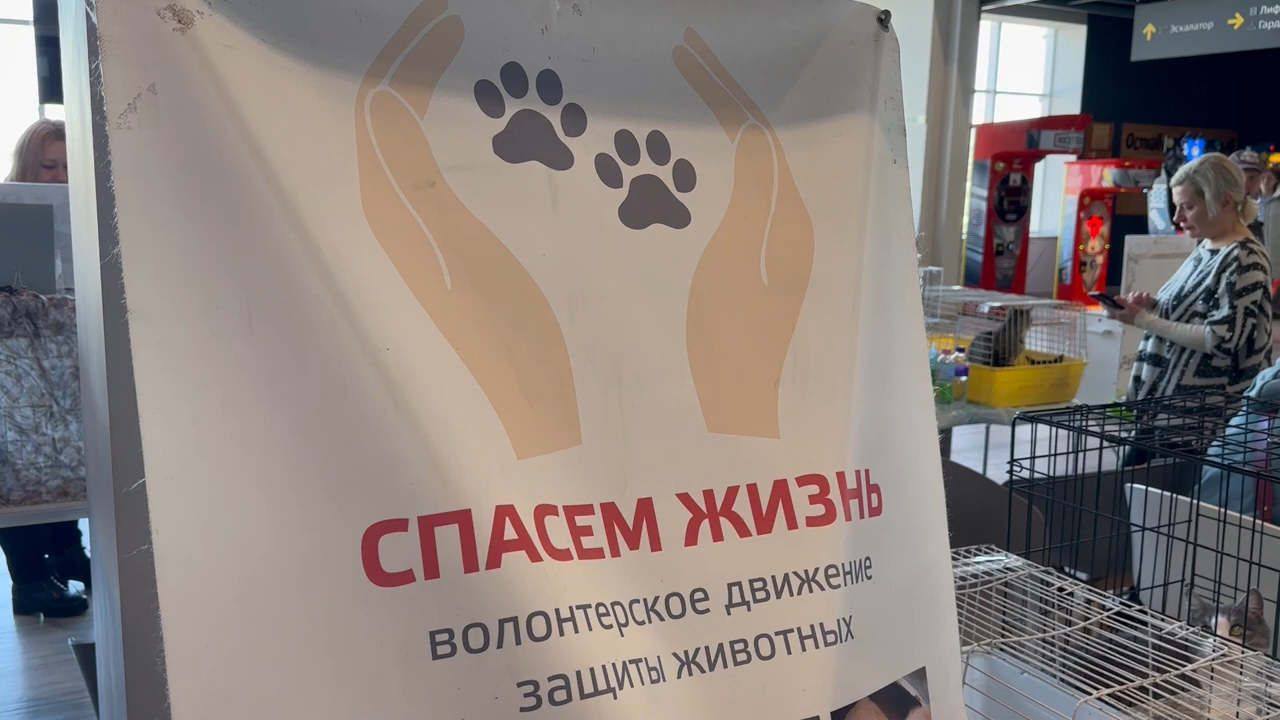 СПАСЕМ ЖИЗНЬ
волонтерское движение
защиты животных
Эскалатор